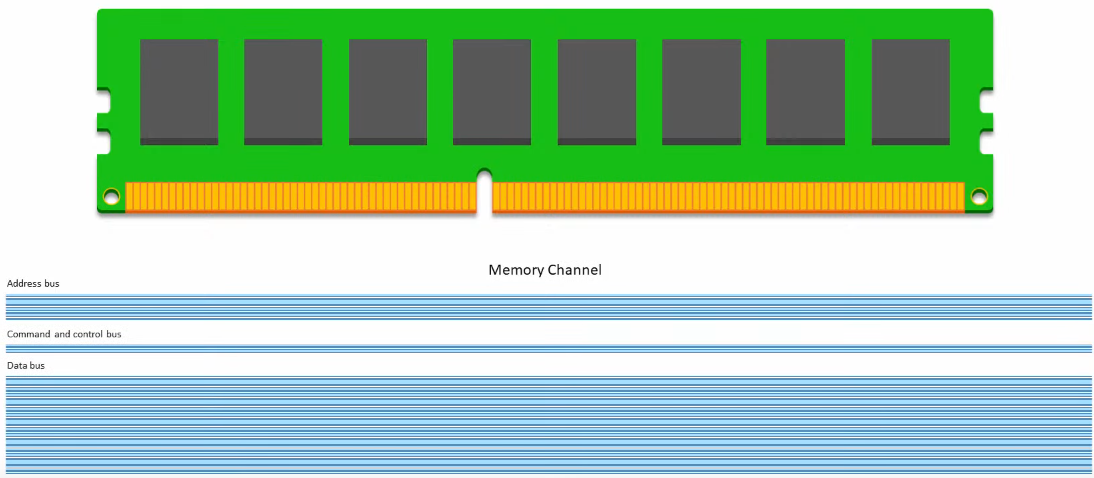 Memory Channel
Address bus
Command and control bus
Data bus